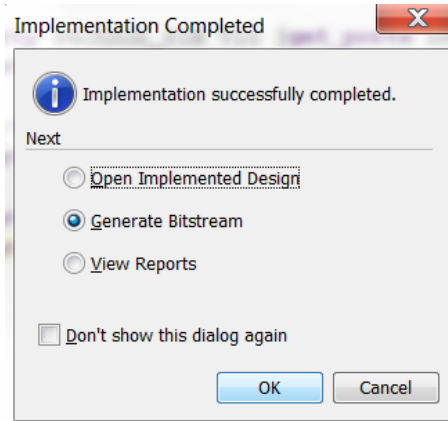 Implementation Completed
Implementation successfully completed.
Next
Open Implemented Design
Generate Bitstream
View Reports
Don't show this dialog again
OK
Cancel